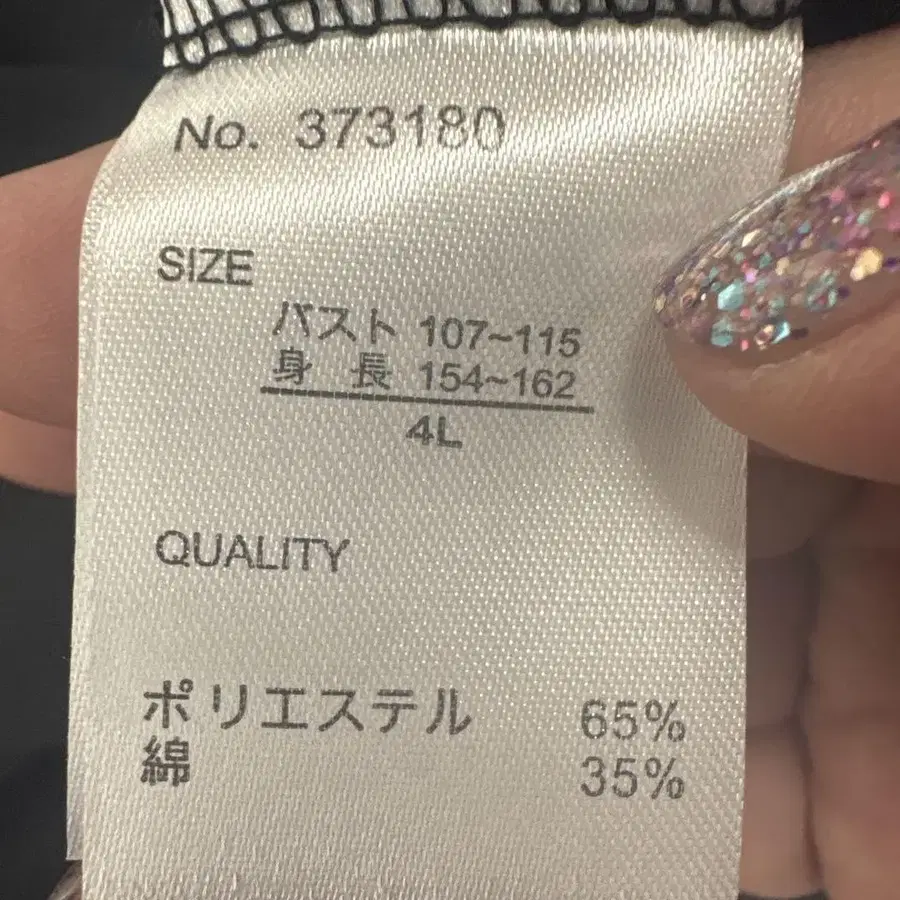 No. 373180
SIZE
バスト 107~115
身 長 154~162
4L
QUALITY
ポリエステル 65%
綿 35%